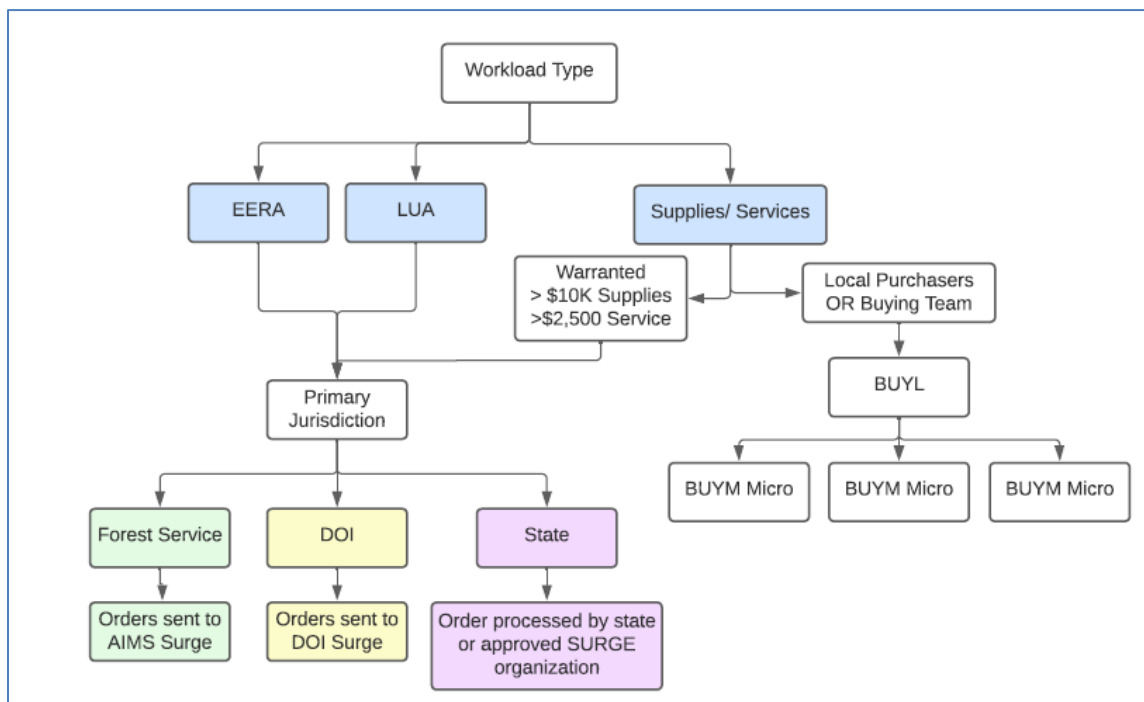 Workload Type
EERA
LUA
Supplies/ Services
Warranted
> $10K Supplies
>$2,500 Service
Local Purchasers
OR Buying Team
BUYL
Primary
Jurisdiction
BUYM Micro
BUYM Micro
BUYM Micro
Forest Service
DOI
State
Orders sent to
AIMS Surge
Orders sent to
DOI Surge
Order processed by state
or approved SURGE
organization